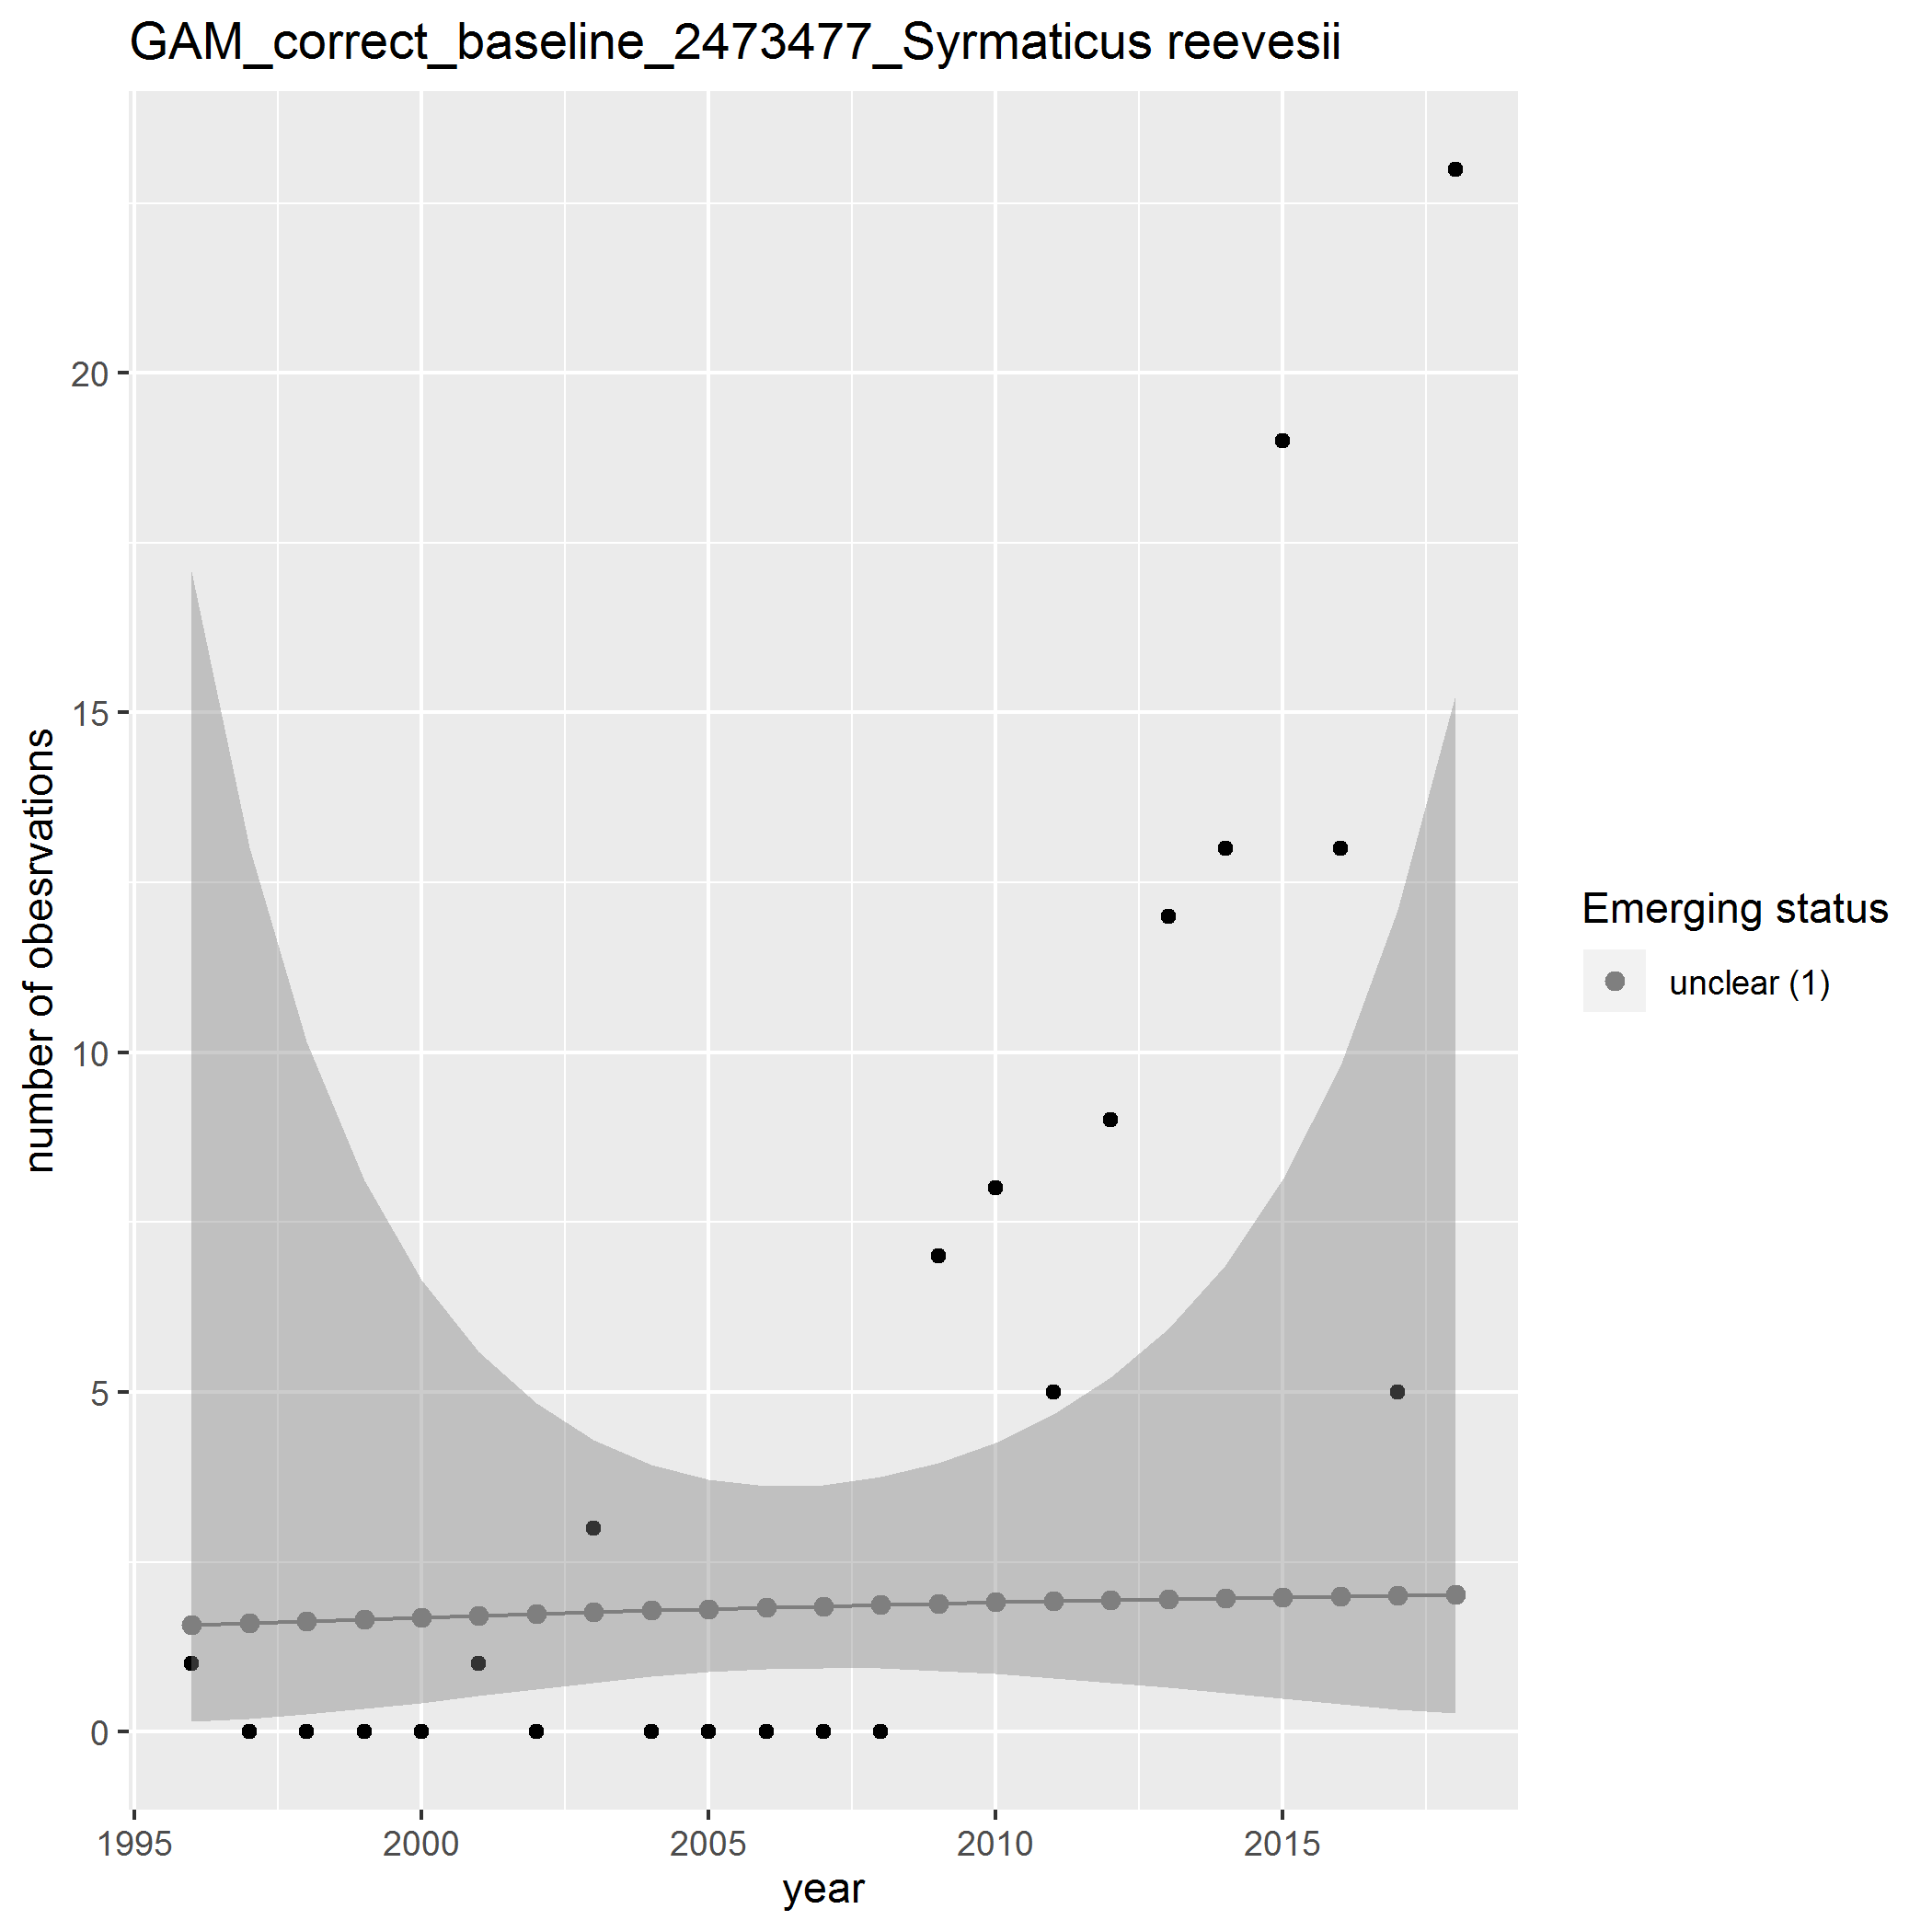 GAM_correct_baseline_2473477_Syrmaticus reevesii
number of obesrvations
20
15
10
5
0
1995
2000
2005
2010
2015
year
Emerging status
unclear (1)